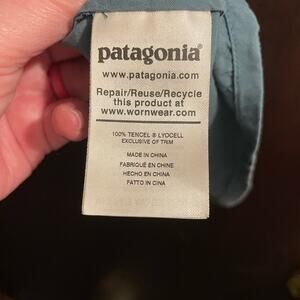 patagonia®
www.patagonia.com
Repair/Reuse/Recycle
this product at
www.wornwear.com
100% TENCEL ® LYOCELL
EXCLUSIVE OF TRIM
MADE IN CHINA
FABRIQUÉ EN CHINE
HECHO EN CHINA
FATTO IN CINA